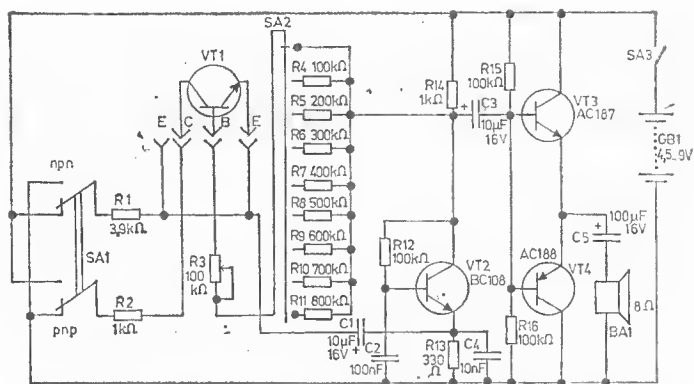 SA2
VT1
E
C
B
E
npn
SA1
pnp
R1
3,9kΩ
R2
1kΩ
R3
100
kΩ
R4 100kΩ
R5 200kΩ
R6 300kΩ
R7 400kΩ
R8 500kΩ
R9 600kΩ
R10 700kΩ
R11 800kΩ
C1
10µF
16V
+
C2
100nF
R12
100kΩ
R14
1kΩ
+
C3
10µF
16V
VT2
BC108
R13
330
Ω
C4
10nF
R15
100kΩ
VT3
AC187
AC188
VT4
R16
100kΩ
100µF
16V
+
C5
8Ω
BA1
SA3
GB1
4,5...9V